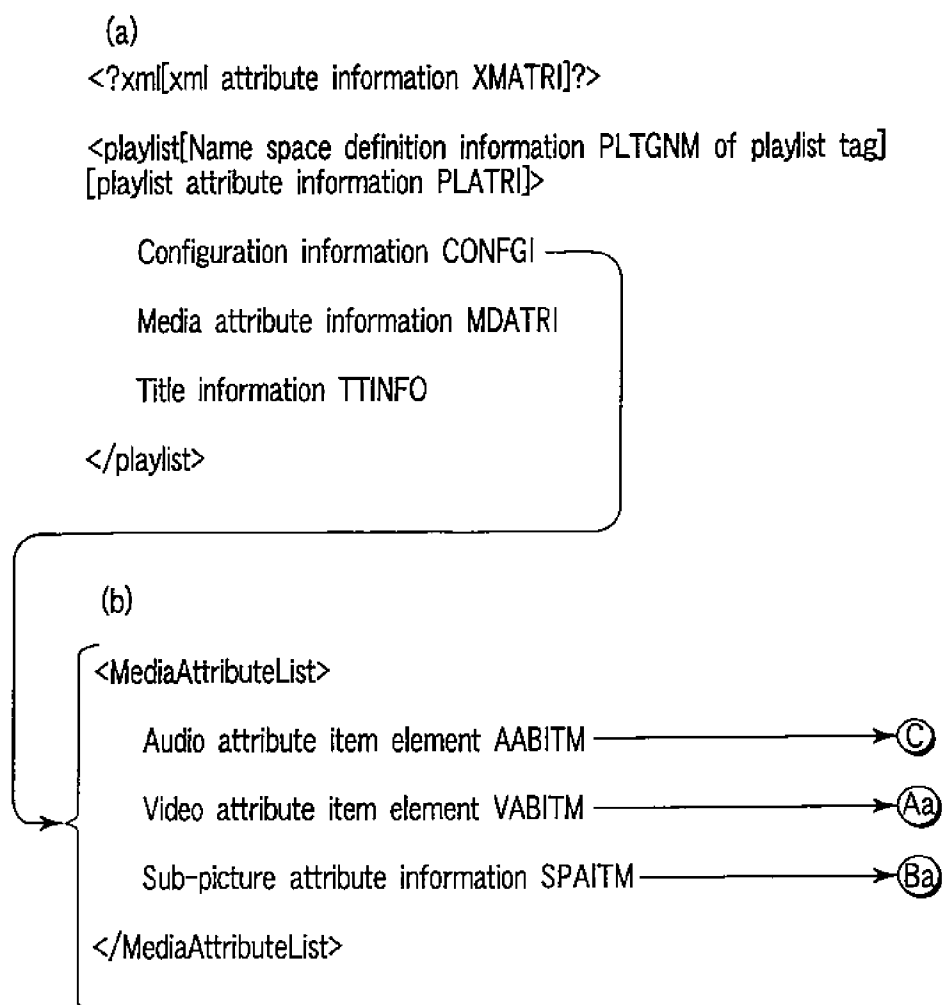 (a)
<?xml[xml attribute information XMATRI]?>
<playlist[Name space definition information PLTGNM of playlist tag]
[playlist attribute information PLATRI]>
Configuration information CONFGI
Media attribute information MDATRI
Title information TTINFO
</playlist>
(b)
<MediaAttributeList>
Audio attribute item element AABITM C
Video attribute item element VABITM Aa
Sub-picture attribute information SPAITM Ba
</MediaAttributeList>